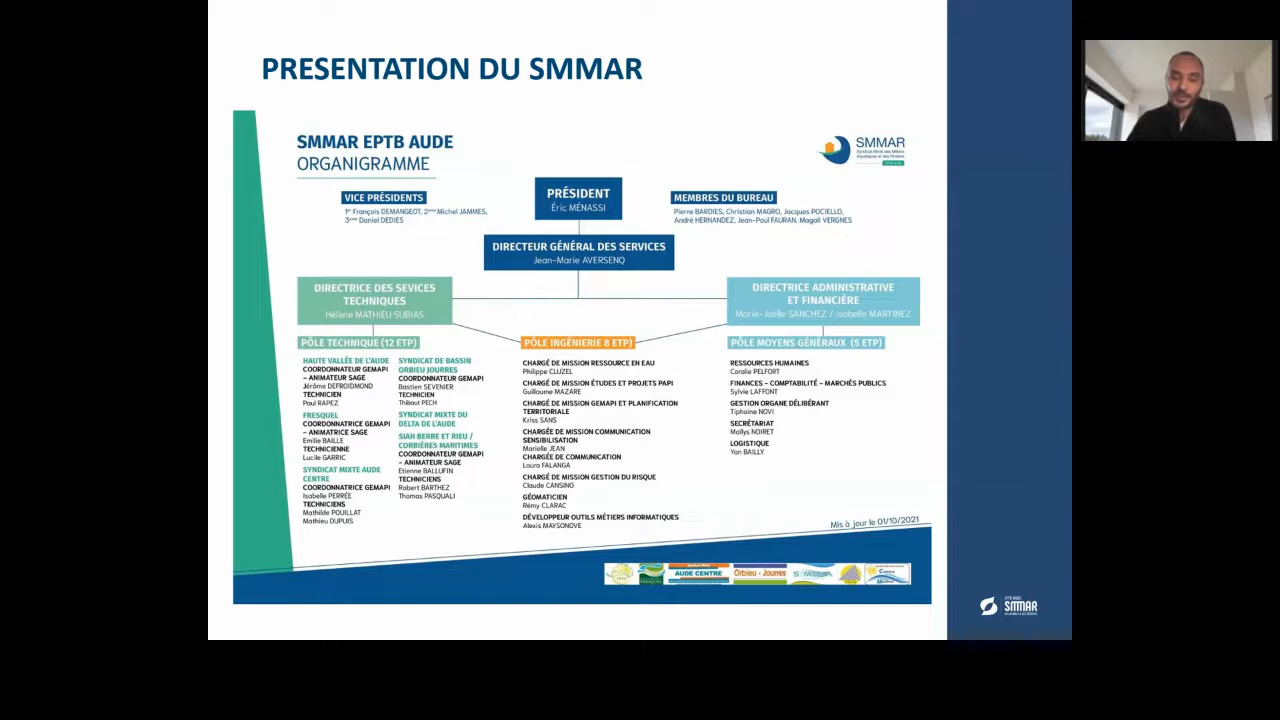 PRESENTATION DU SMMAR
SMMAR EPTB AUDE
ORGANIGRAMME
SMMAR
Syndicat Mixte des Milieux
Aquatiques et des Rivières
VICE PRÉSIDENTS
1er François DEMANGEOT, 2ème Michel JAMMES,
3ème Daniel DEDIES
PRÉSIDENT
Éric MÉNASSI
MEMBRES DU BUREAU
Pierre BARDIES, Christian MAGRO, Jacques POCIELLO,
André HERNANDEZ, Jean-Paul FAURAN, Magali VERGNES
DIRECTEUR GÉNÉRAL DES SERVICES
Jean-Marie AVERSENQ
DIRECTRICE DES SEVICES
TECHNIQUES
Hélène MATHIEU SUBIAS
DIRECTRICE ADMINISTRATIVE
ET FINANCIÈRE
Marie-Joëlle SANCHEZ / Isabelle MARTINEZ
PÔLE TECHNIQUE (12 ETP)
HAUTE VALLÉE DE L'AUDE
COORDONNATEUR GEMAPI
– ANIMATEUR SAGE
Jérôme DEFROIDMOND
TECHNICIEN
Paul RAPEZ
FRESQUEL
COORDONNATRICE GEMAPI
– ANIMATRICE SAGE
Emilie BAILLE
TECHNICIENNE
Lucile GARRIC
SYNDICAT MIXTE AUDE
CENTRE
COORDONNATRICE GEMAPI
Isabelle PERRÉE
TECHNICIENS
Mathilde POUILLAT
Mathieu DUPUIS
SYNDICAT DE BASSIN
ORBIEU JOURRES
COORDONNATEUR GEMAPI
Bastien SEVENIER
TECHNICIEN
Thibaut PECH
SYNDICAT MIXTE DU
DELTA DE L'AUDE
SIAH BERRE ET RIEU /
CORBIÈRES MARITIMES
COORDONNATEUR GEMAPI
– ANIMATEUR SAGE
Etienne BALLUFIN
TECHNICIENS
Robert BARTHEZ
Thomas PASQUALI
PÔLE INGÉNIERIE 8 ETP)
CHARGÉ DE MISSION RESSOURCE EN EAU
Philippe CLUZEL
CHARGÉ DE MISSION ÉTUDES ET PROJETS PAPI
Guillaume MAZARE
CHARGÉ DE MISSION GEMAPI ET PLANIFICATION
TERRITORIALE
Kriss SANS
CHARGÉE DE MISSION COMMUNICATION
SENSIBILISATION
Marielle JEAN
CHARGÉE DE COMMUNICATION
Laura FALANGA
CHARGÉ DE MISSION GESTION DU RISQUE
Claude CANSINO
GÉOMATICIEN
Rémy CLARAC
DÉVELOPPEUR OUTILS MÉTIERS INFORMATIQUES
Alexis MAYSONOVE
PÔLE MOYENS GÉNÉRAUX (5 ETP)
RESSOURCES HUMAINES
Coralie PELFORT
FINANCES – COMPTABILITÉ – MARCHÉS PUBLICS
Sylvie LAFFONT
GESTION ORGANE DÉLIBÉRANT
Tiphaine NOVI
SECRÉTARIAT
Maïlys NOIRET
LOGISTIQUE
Yan BAILLY
Mis à jour le 01/10/2021
AUDE CENTRE
Orbieu - Jourres
SMMAR